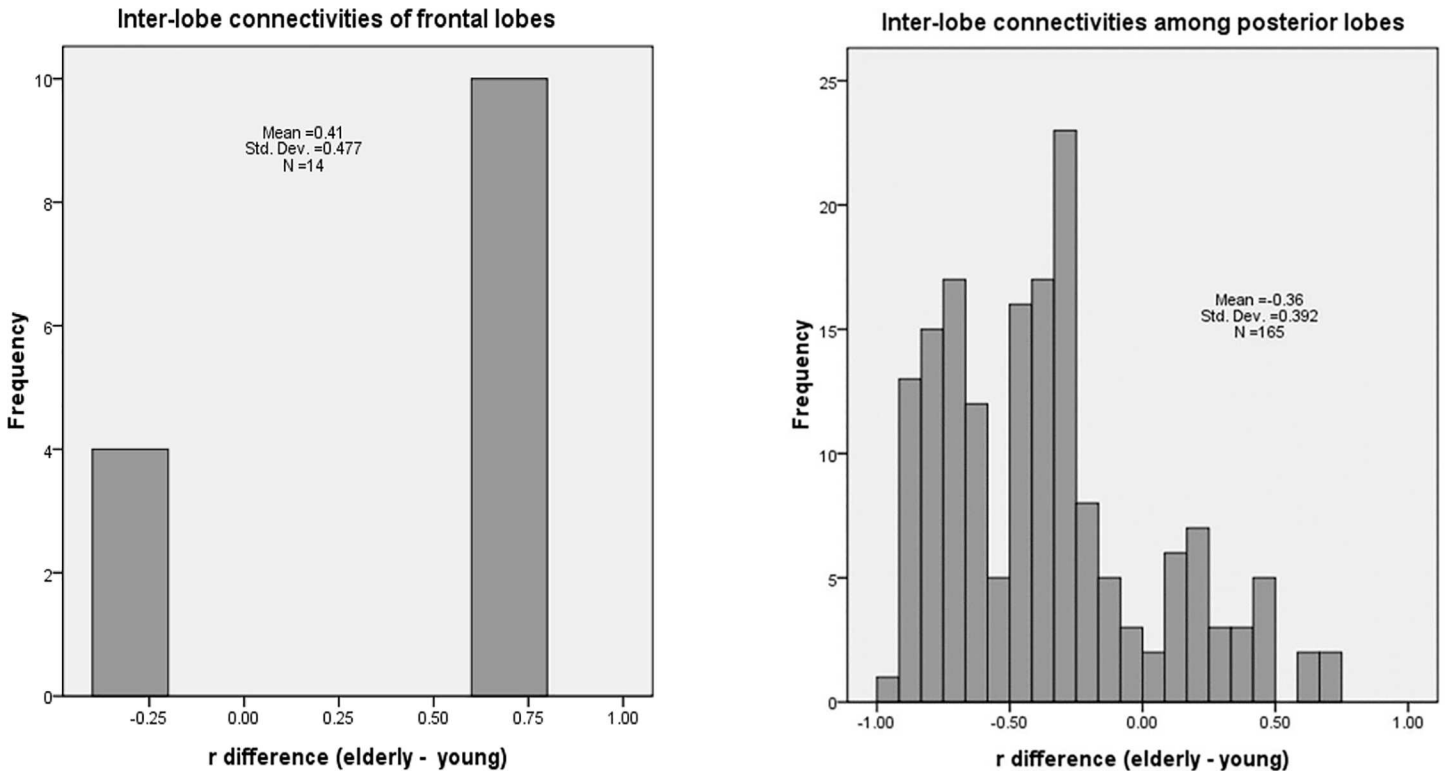 Inter-lobe connectivities of frontal lobes
10
8
6
4
2
0
Frequency
Mean =0.41
Std. Dev. =0.477
N =14
-0.25 0.00 0.25 0.50 0.75 1.00
r difference (elderly - young)
Inter-lobe connectivities among posterior lobes
25
20
15
10
5
0
Frequency
Mean =-0.36
Std. Dev. =0.392
N =165
-1.00 -0.50 0.00 0.50 1.00
r difference (elderly - young)